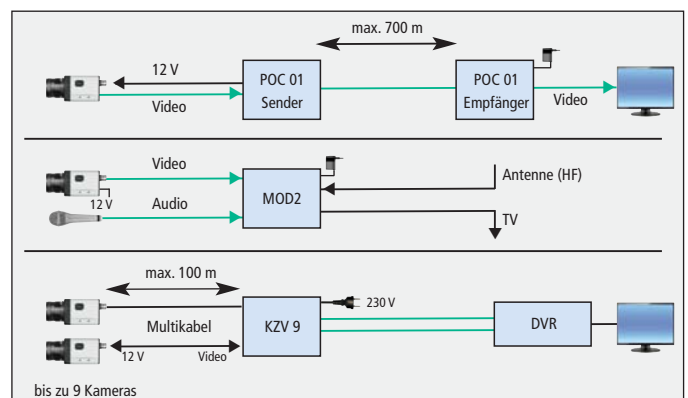 max. 700 m
12 V
Video
POC 01
Sender
POC 01
Empfänger
Video
Video
12 V
Audio
MOD2
Antenne (HF)
TV
max. 100 m
Multikabel
12 V
Video
KZV 9
230 V
DVR
bis zu 9 Kameras